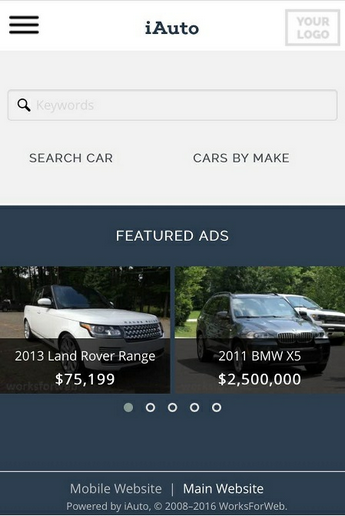 iAuto
YOUR
LOGO
Keywords
SEARCH CAR
CARS BY MAKE
FEATURED ADS
2013 Land Rover Range
$75,199
2011 BMW X5
$2,500,000
worksforweb
Mobile Website | Main Website
Powered by iAuto, © 2008–2016 WorksForWeb.